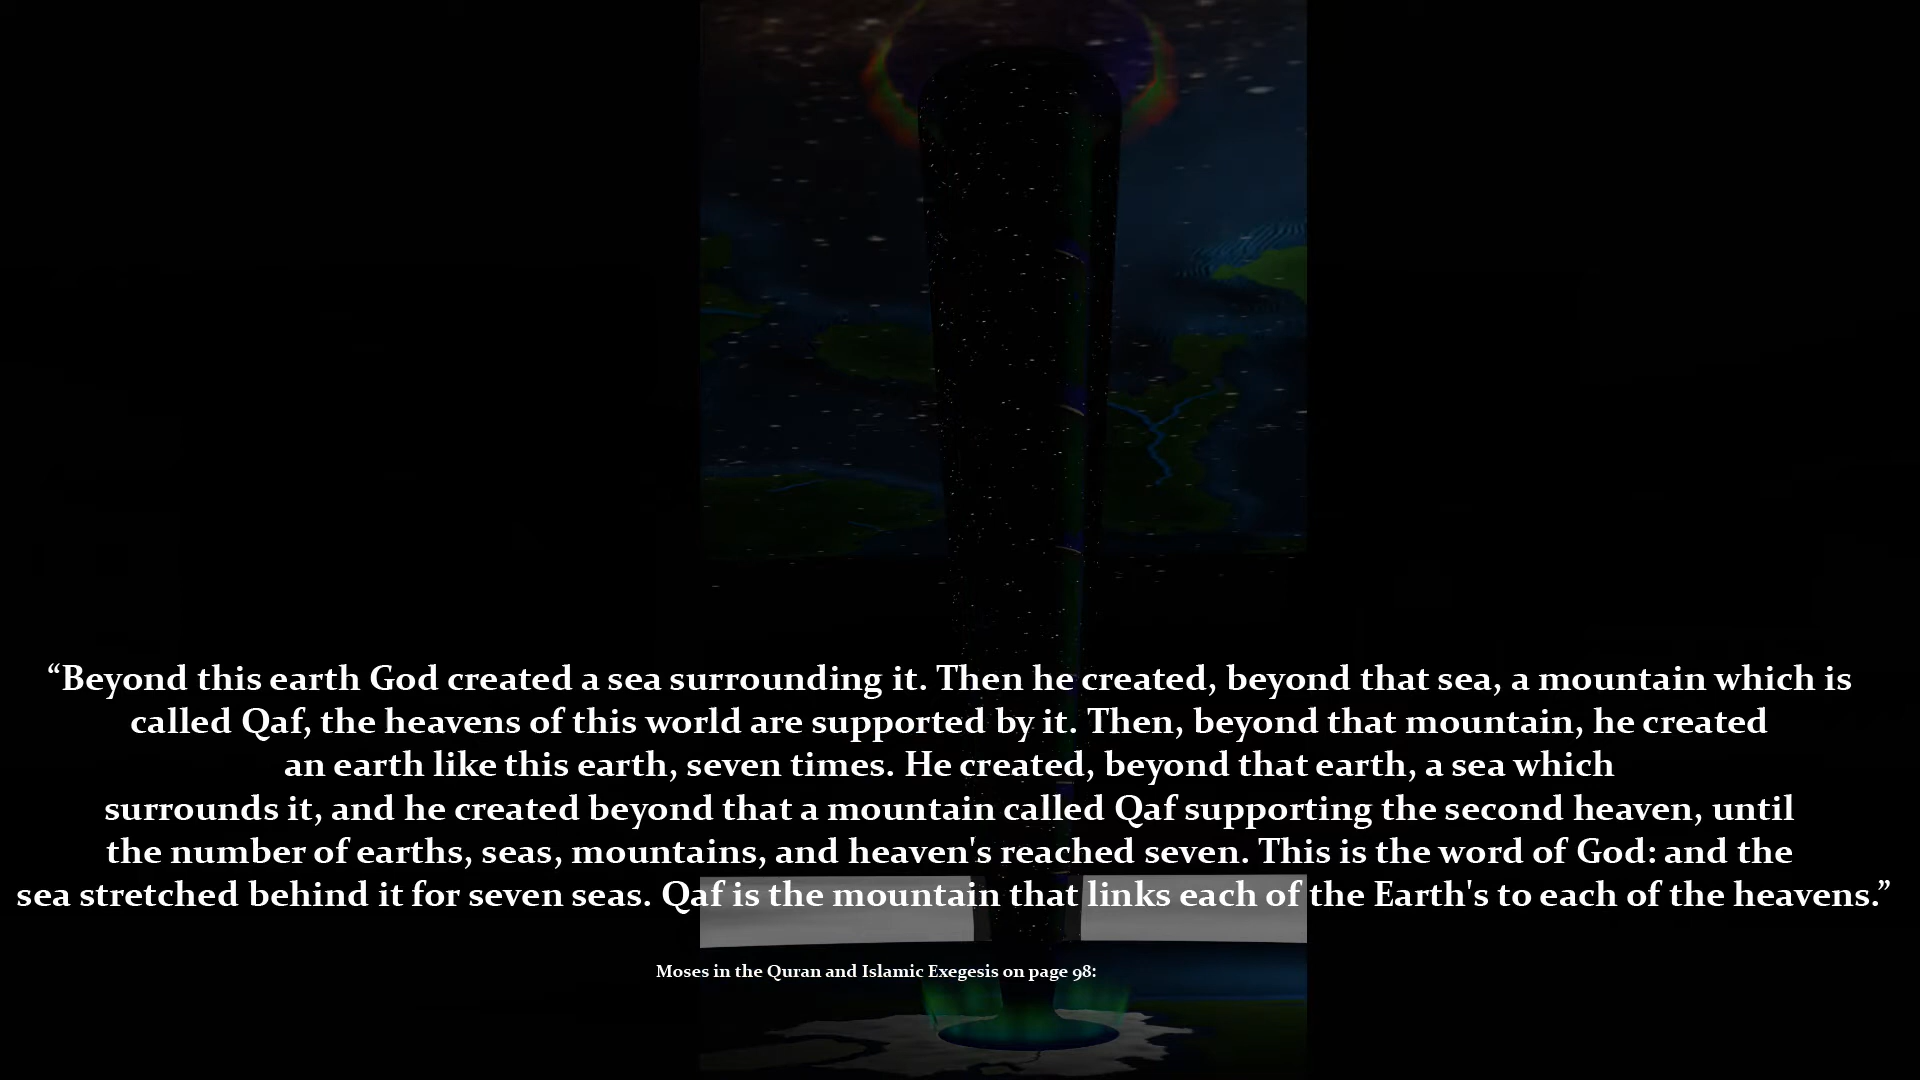 “Beyond this earth God created a sea surrounding it. Then he created, beyond that sea, a mountain which is
called Qaf, the heavens of this world are supported by it. Then, beyond that mountain, he created
an earth like this earth, seven times. He created, beyond that earth, a sea which
surrounds it, and he created beyond that a mountain called Qaf supporting the second heaven, until
the number of earths, seas, mountains, and heaven's reached seven. This is the word of God: and the
sea stretched behind it for seven seas. Qaf is the mountain that links each of the Earth's to each of the heavens.”
Moses in the Quran and Islamic Exegesis on page 98: